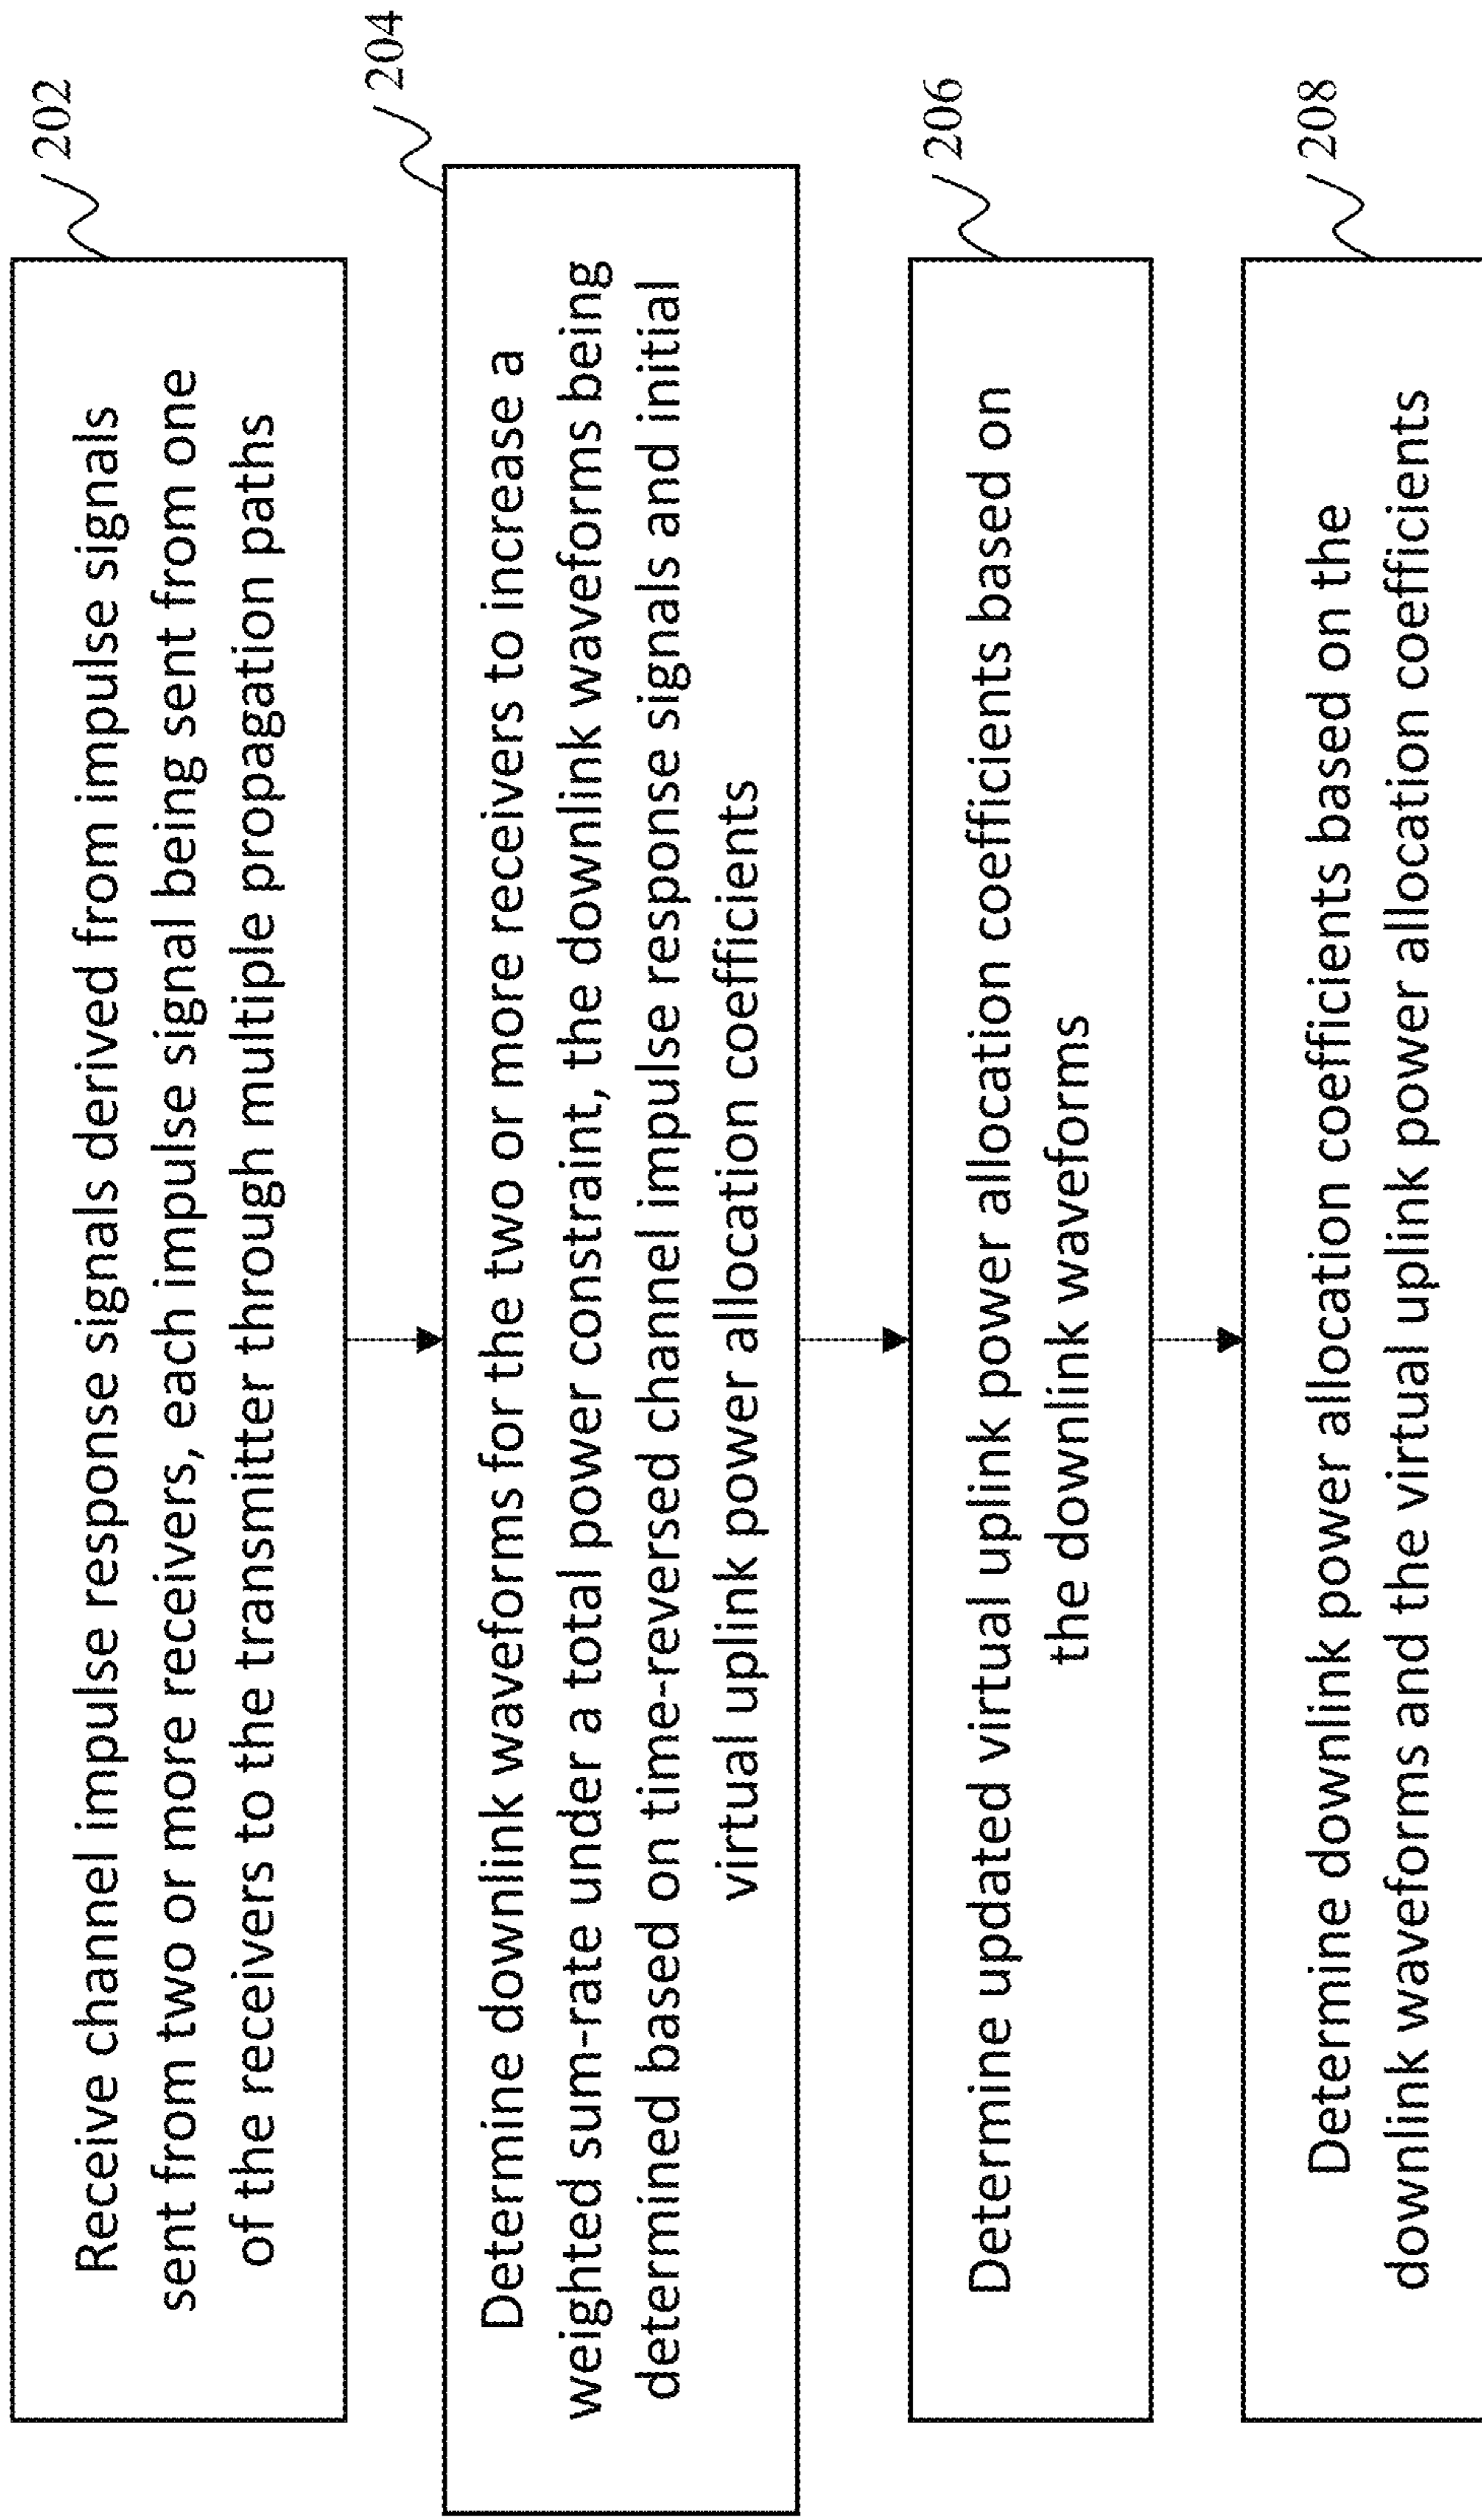 202
Receive channel impulse response signals derived from impulse signals
sent from two or more receivers, each impulse signal being sent from one
of the receivers to the transmitter through multiple propagation paths
204
Determine downlink waveforms for the two or more receivers to increase a
weighted sum-rate under a total power constraint, the downlink waveforms being
determined based on time-reversed channel impulse response signals and initial
virtual uplink power allocation coefficients
206
Determine updated virtual uplink power allocation coefficients based on
the downlink waveforms
208
Determine downlink power allocation coefficients based on the
downlink waveforms and the virtual uplink power allocation coefficients